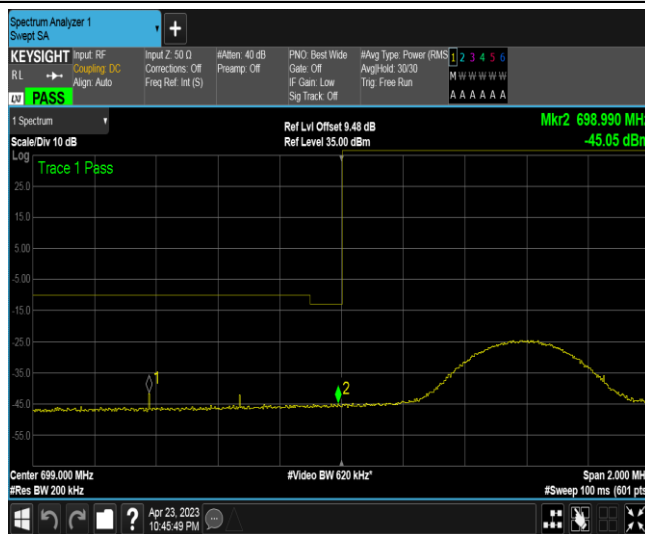 Spectrum Analyzer 1
Swept SA
KEYSIGHT
RL
PASS
Input: RF
Coupling: DC
Align: Auto
Input Z: 50 Ω
Corrections: Off
Freq Ref: Int (S)
#Atten: 40 dB
Preamp: Off
PNO: Best Wide
Gate: Off
IF Gain: Low
Sig Track: Off
#Avg Type: Power (RMS
Avg|Hold: 30/30
Trig: Free Run
1 2 3 4 5 6
M W W W W W
A A A A A A
1 Spectrum
Scale/Div 10 dB
Ref Lvl Offset 9.48 dB
Ref Level 35.00 dBm
Mkr2 698.990 MHz
-45.05 dBm
Log
Trace 1 Pass
25.0
15.0
5.00
-5.00
-15.0
-25.0
-35.0
-45.0
-55.0
1
2
Center 699.000 MHz
#Res BW 200 kHz
#Video BW 620 kHz*
Span 2.000 MH
#Sweep 100 ms (601 pts
?
Apr 23, 2023
10:45:49 PM